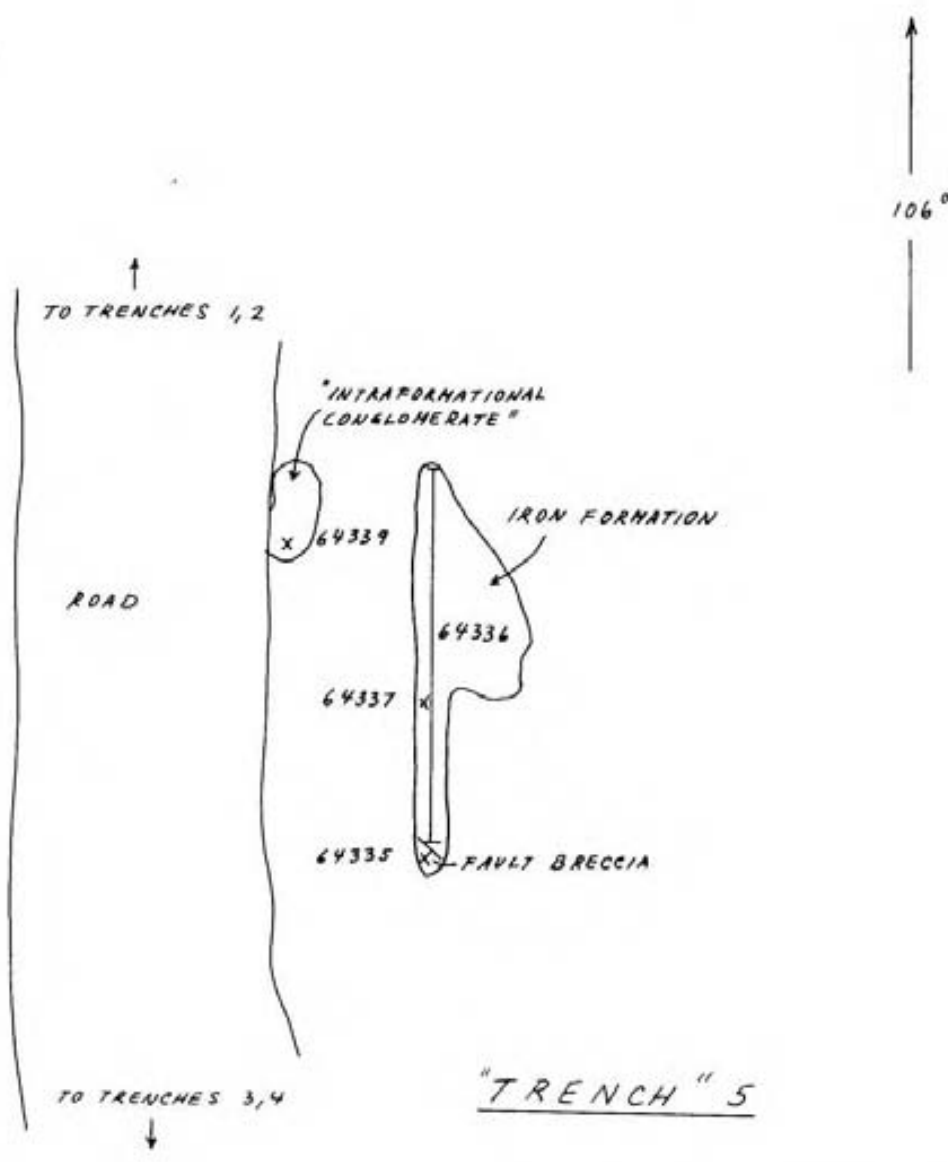 106°
TO TRENCHES 1,2
"INTRAFORMATIONAL
CONGLOMERATE"
IRON FORMATION
64339
ROAD
64336
64337
64335
FAULT BRECCIA
TO TRENCHES 3,4
"TRENCH" 5